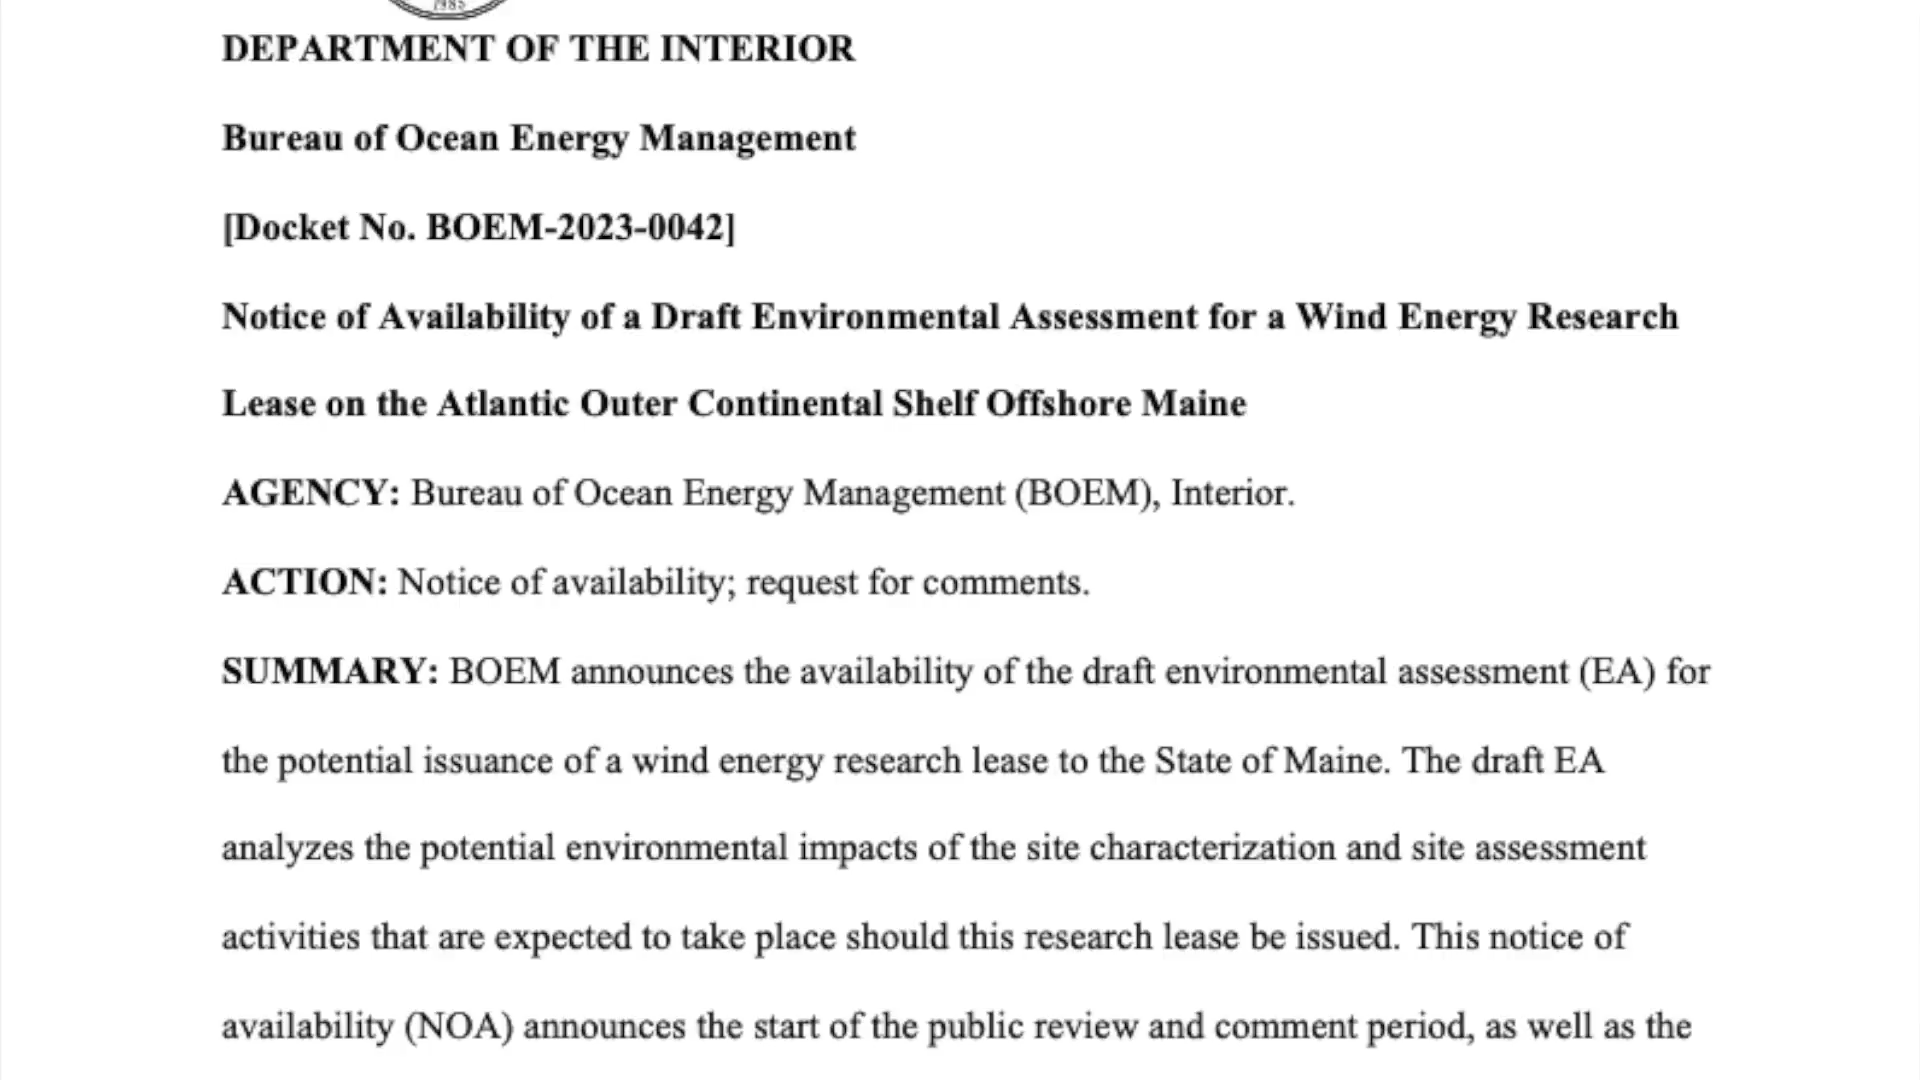 1985
DEPARTMENT OF THE INTERIOR
Bureau of Ocean Energy Management
[Docket No. BOEM-2023-0042]
Notice of Availability of a Draft Environmental Assessment for a Wind Energy Research
Lease on the Atlantic Outer Continental Shelf Offshore Maine
AGENCY: Bureau of Ocean Energy Management (BOEM), Interior.
ACTION: Notice of availability; request for comments.
SUMMARY: BOEM announces the availability of the draft environmental assessment (EA) for
the potential issuance of a wind energy research lease to the State of Maine. The draft EA
analyzes the potential environmental impacts of the site characterization and site assessment
activities that are expected to take place should this research lease be issued. This notice of
availability (NOA) announces the start of the public review and comment period, as well as the